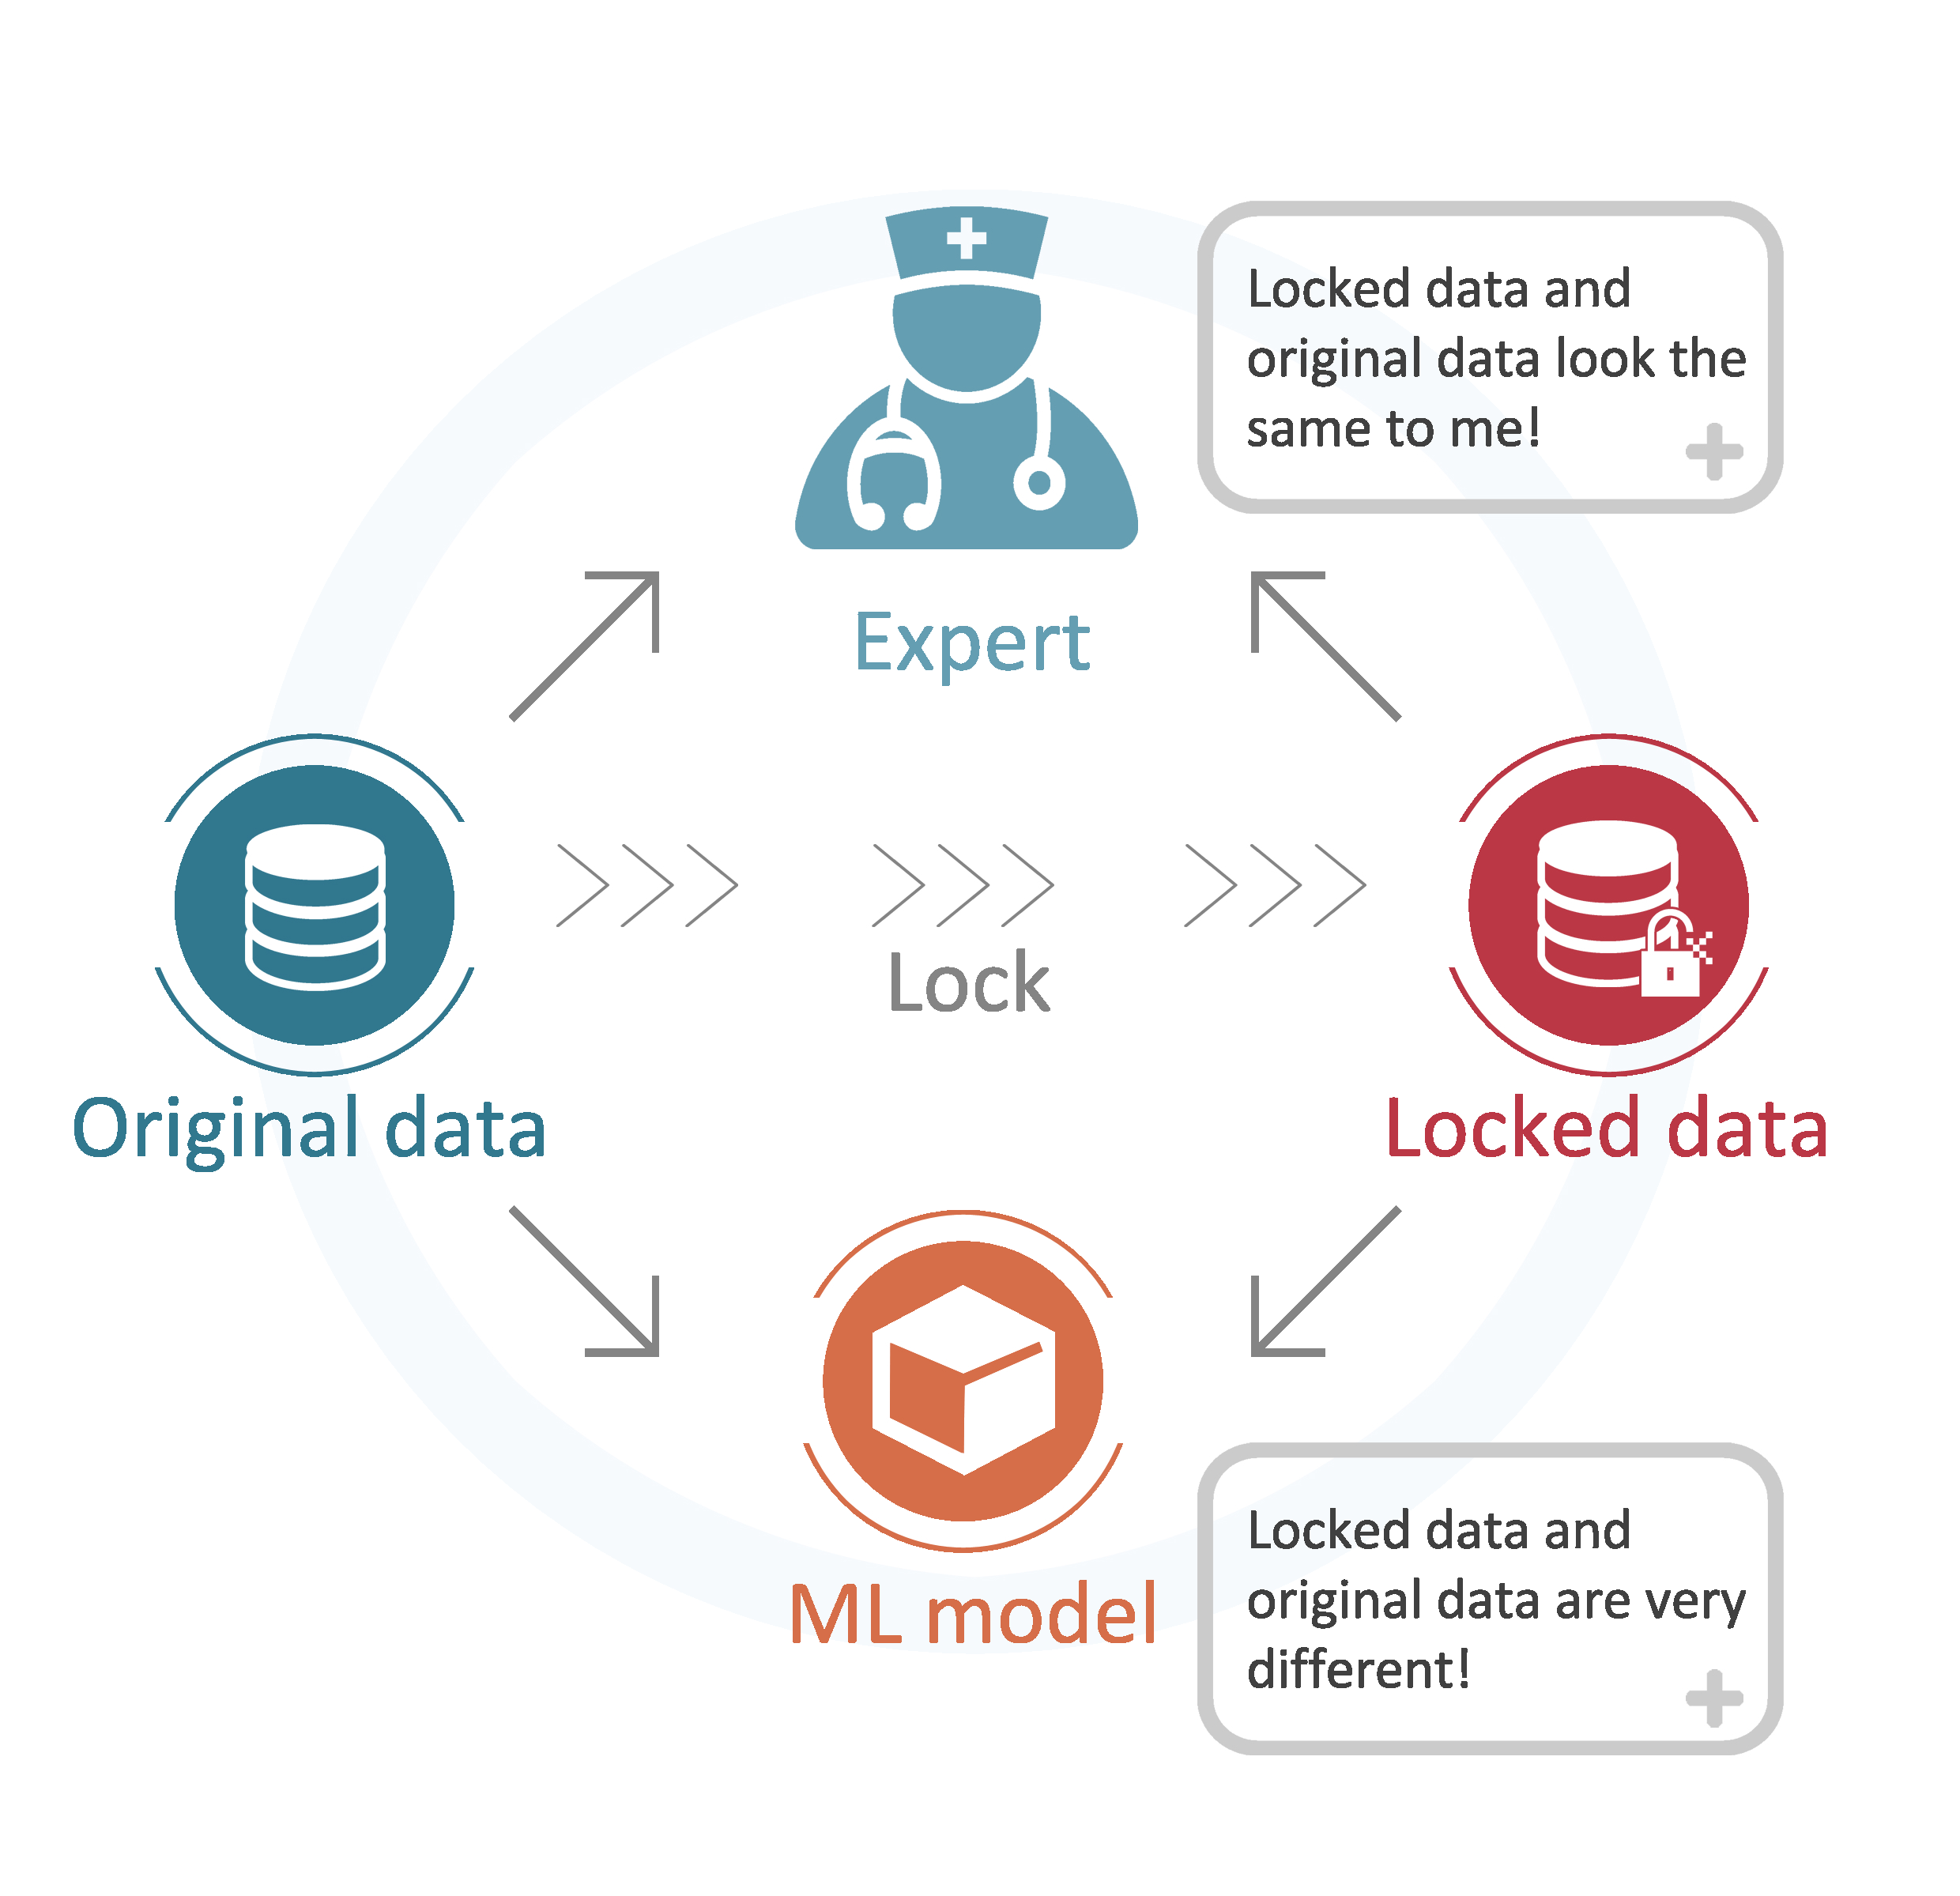 Locked data and
original data look the
same to me!
Expert
Lock
Original data
Locked data
ML model
Locked data and
original data are very
different!